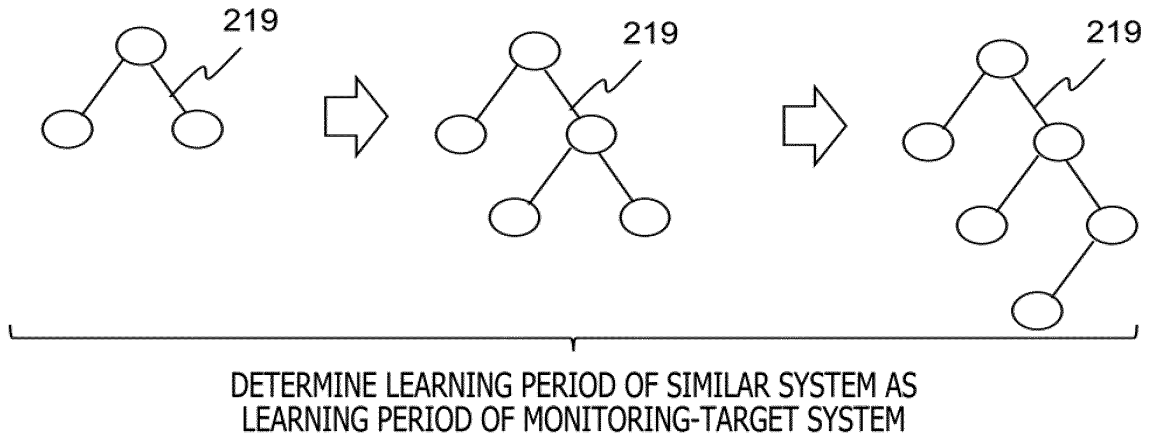 219
219
219
DETERMINE LEARNING PERIOD OF SIMILAR SYSTEM AS
LEARNING PERIOD OF MONITORING-TARGET SYSTEM